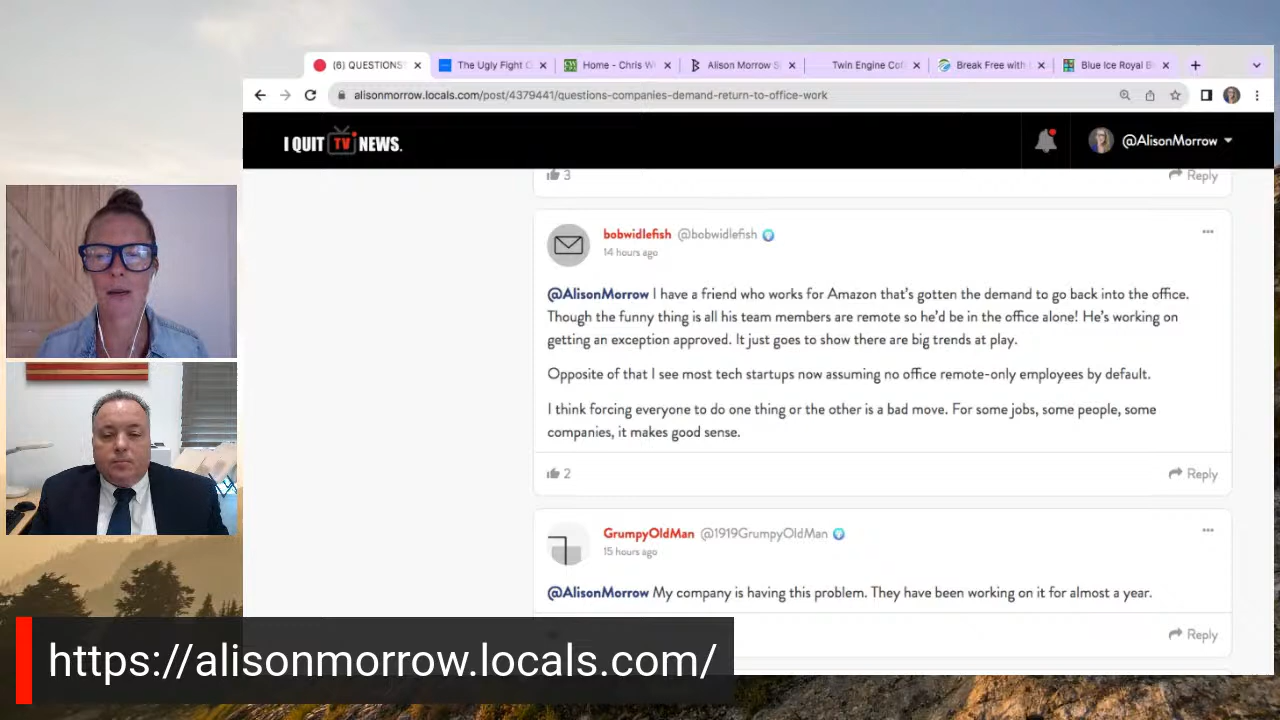 (6) QUESTIONS
The Ugly Fight C
Home - Chris W
Alison Morrow S
Twin Engine Cof
Break Free with
Blue Ice Royal B
alisonmorrow.locals.com/post/4379441/questions-companies-demand-return-to-office-work
I QUIT TV NEWS.
@AlisonMorrow
3
Reply
bobwidlefish @bobwidlefish
14 hours ago
@AlisonMorrow I have a friend who works for Amazon that's gotten the demand to go back into the office.
Though the funny thing is all his team members are remote so he'd be in the office alone! He's working on
getting an exception approved. It just goes to show there are big trends at play.
Opposite of that I see most tech startups now assuming no office remote-only employees by default.
I think forcing everyone to do one thing or the other is a bad move. For some jobs, some people, some
companies, it makes good sense.
2
Reply
GrumpyOldMan @1919GrumpyOldMan
15 hours ago
@AlisonMorrow My company is having this problem. They have been working on it for almost a year.
Reply
https://alisonmorrow.locals.com/